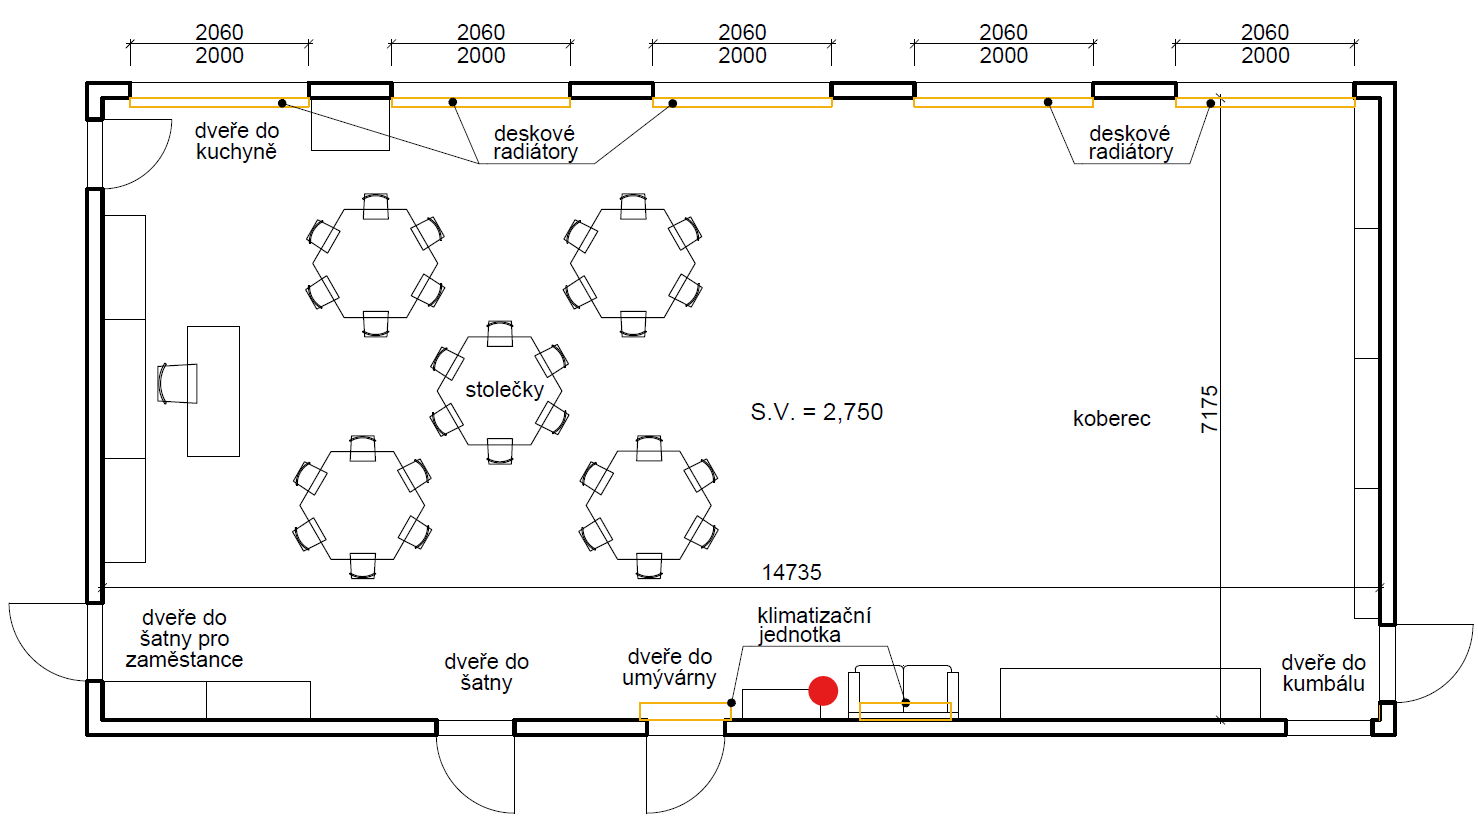 2060 2060 2060 2060 2060
2000 2000 2000 2000 2000
dveře do
kuchyně
deskové
radiátory
deskové
radiátory
stolečky
S.V. = 2,750
koberec
7175
14735
dveře do
šatny pro
zaměstance
dveře do
šatny
dveře do
umývárny
klimatizační
jednotka
dveře do
kumbálu